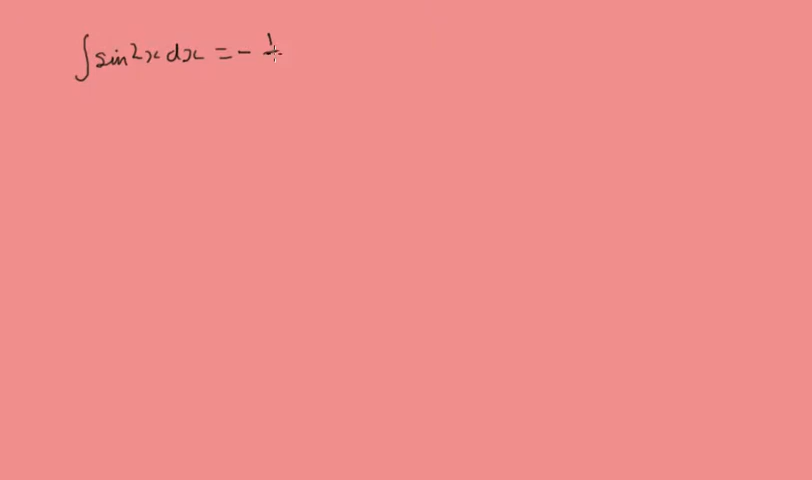 ∫ sin2x dx = - 1/